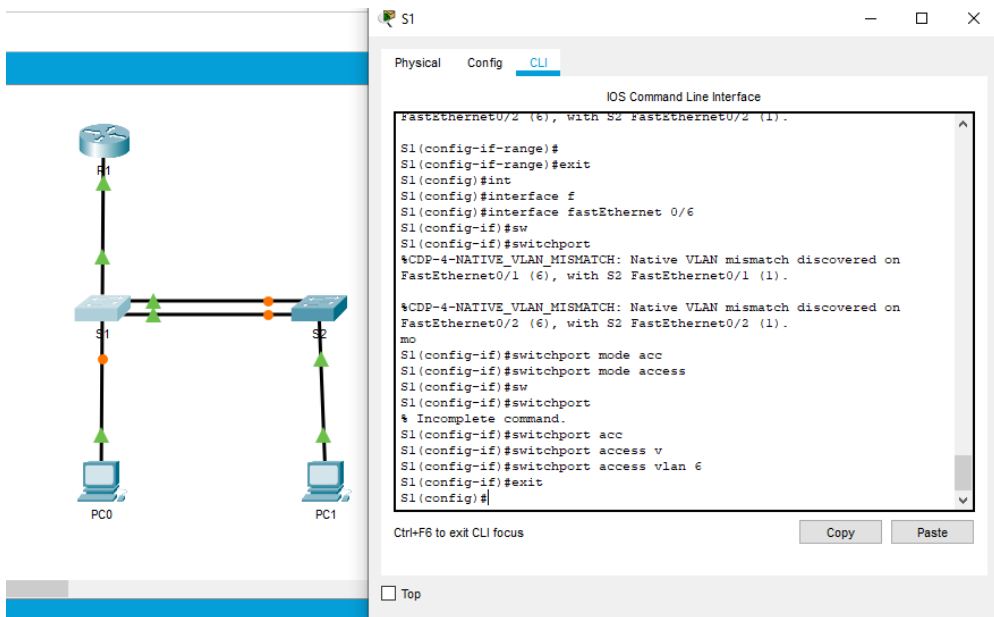 S1
Physical Config CLI
IOS Command Line Interface
FastEthernet0/2 (6), with S2 FastEthernet0/2 (1).
S1(config-if-range)#
S1(config-if-range)#exit
S1(config)#int
S1(config)#interface f
S1(config)#interface fastEthernet 0/6
S1(config-if)#sw
S1(config-if)#switchport
%CDP-4-NATIVE_VLAN_MISMATCH: Native VLAN mismatch discovered on
FastEthernet0/1 (6), with S2 FastEthernet0/1 (1).
%CDP-4-NATIVE_VLAN_MISMATCH: Native VLAN mismatch discovered on
FastEthernet0/2 (6), with S2 FastEthernet0/2 (1).
mo
S1(config-if)#switchport mode acc
S1(config-if)#switchport mode access
S1(config-if)#sw
S1(config-if)#switchport
% Incomplete command.
S1(config-if)#switchport acc
S1(config-if)#switchport access v
S1(config-if)#switchport access vlan 6
S1(config-if)#exit
S1(config)#
Ctrl+F6 to exit CLI focus
Copy
Paste
Top
R1
S1
S2
PC0
PC1